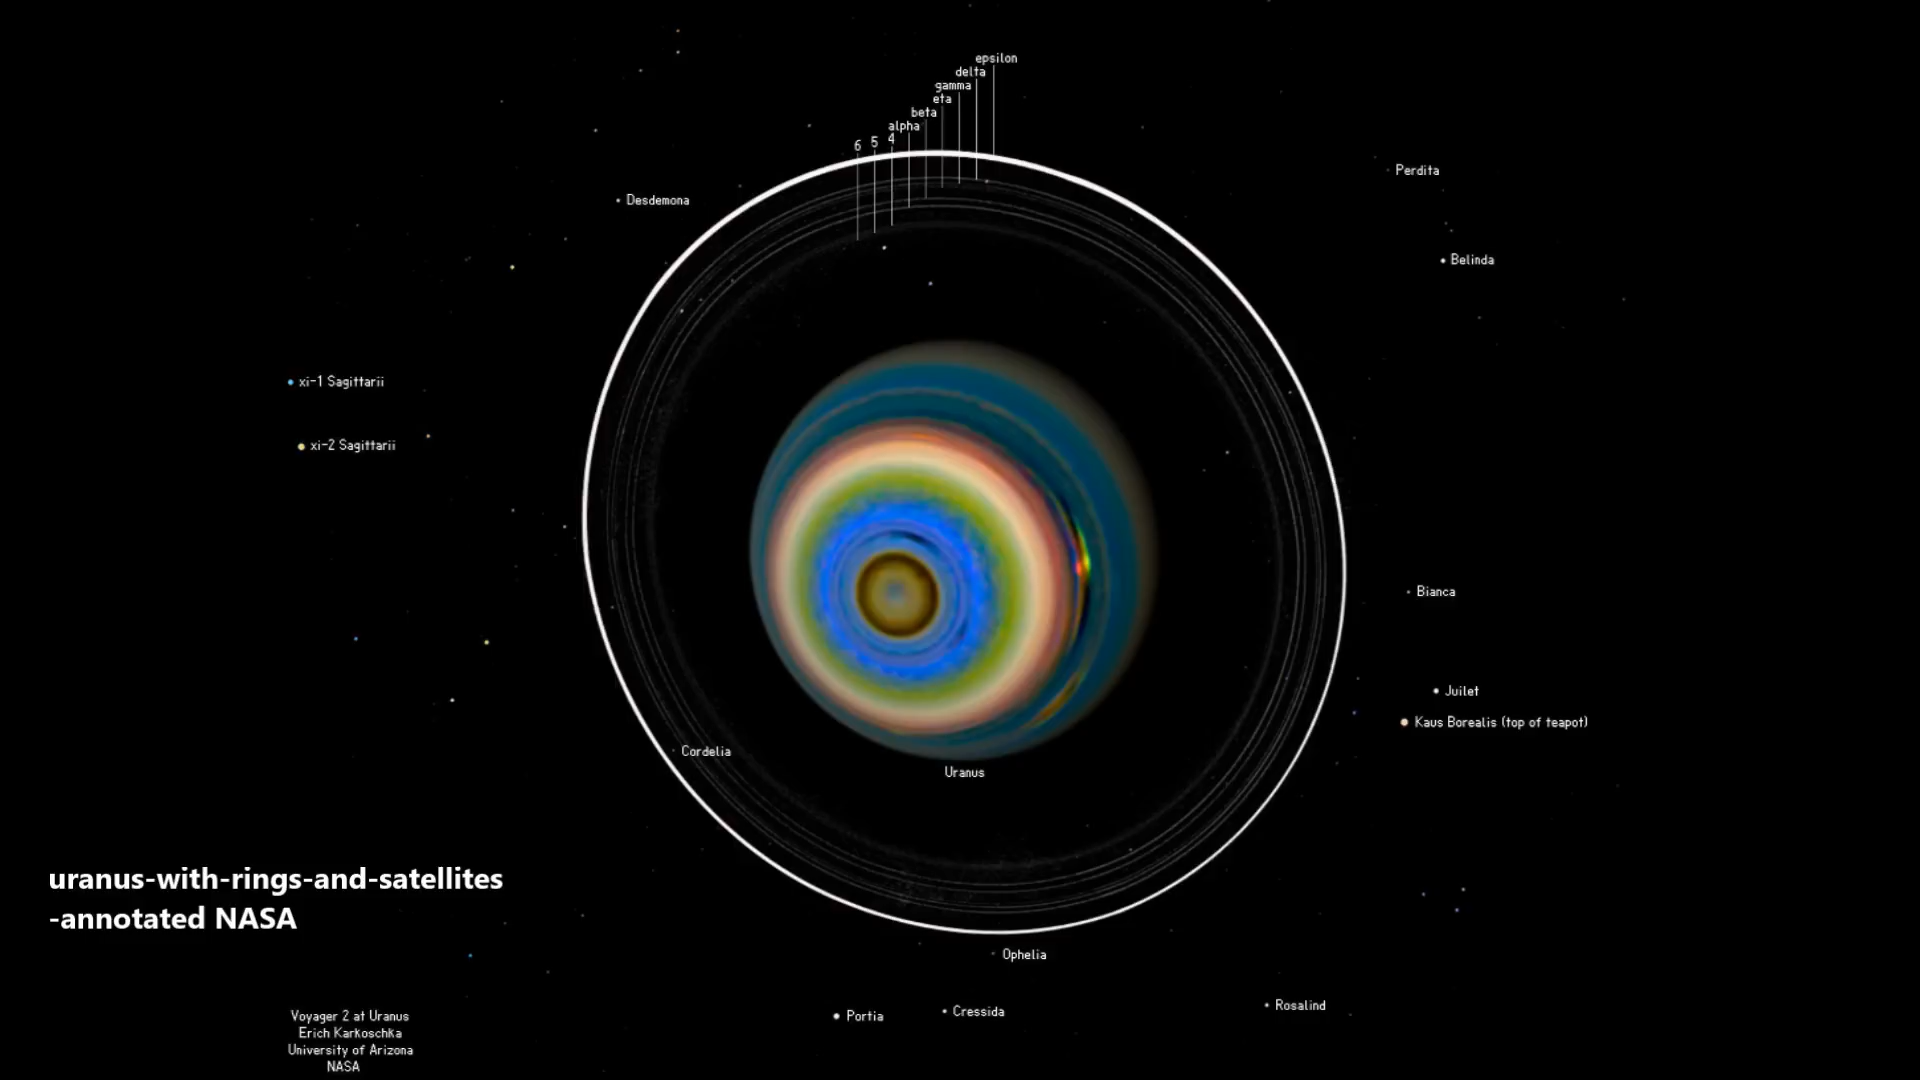 epsilon
delta
gamma
eta
beta
alpha
4
5
6
Perdita
Desdemona
Belinda
xi-1 Sagittarii
xi-2 Sagittarii
Bianca
Juilet
Kaus Borealis (top of teapot)
Cordelia
Uranus
uranus-with-rings-and-satellites
-annotated NASA
Ophelia
Rosalind
Cressida
Portia
Voyager 2 at Uranus
Erich Karkoschka
University of Arizona
NASA